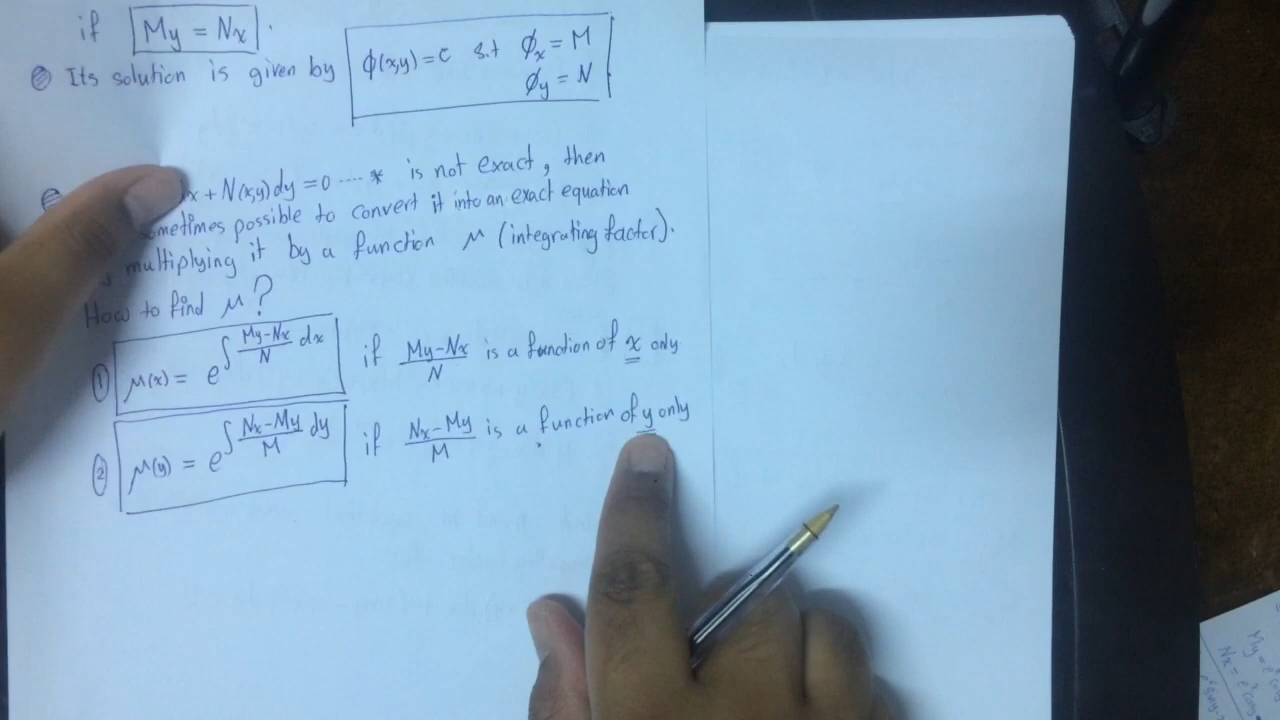 if My = Nx .
Its solution is given by φ(x,y) = c s.t φx = M
φy = N
x + N(x,y) dy = 0 ---- * is not exact, then
ometimes possible to convert it into an exact equation
multiplying it by a function μ (integrating factor).
How to find μ?
① μ(x) = e^∫ (My-Nx)/N dx if (My-Nx)/N is a function of x only
② μ(y) = e^∫ (Nx-My)/M dy if (Nx-My)/M is a function of y only